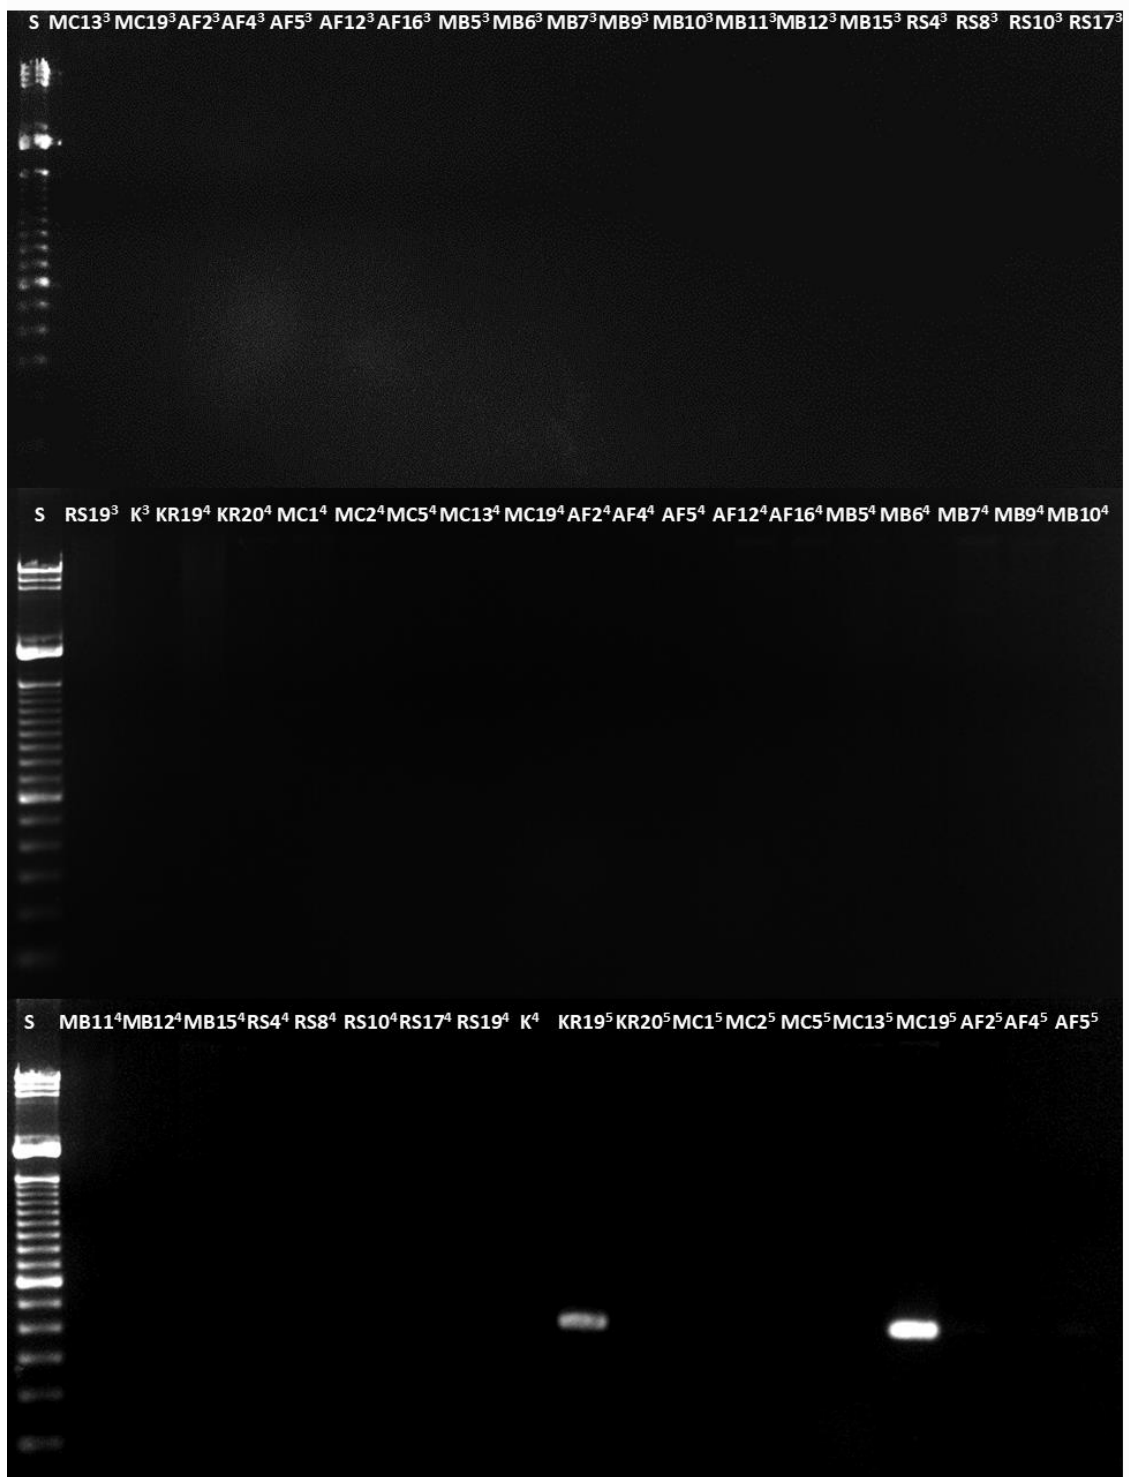 S MC13³ MC19³ AF2³ AF4³ AF5³ AF12³ AF16³ MB5³ MB6³ MB7³ MB9³ MB10³ MB11³ MB12³ MB15³ RS4³ RS8³ RS10³ RS17³
S RS19³ K³ KR19⁴ KR20⁴ MC1⁴ MC2⁴ MC5⁴ MC13⁴ MC19⁴ AF2⁴ AF4⁴ AF5⁴ AF12⁴ AF16⁴ MB5⁴ MB6⁴ MB7⁴ MB9⁴ MB10⁴
S MB11⁴ MB12⁴ MB15⁴ RS4⁴ RS8⁴ RS10⁴ RS17⁴ RS19⁴ K⁴ KR19⁵ KR20⁵ MC1⁵ MC2⁵ MC5⁵ MC13⁵ MC19⁵ AF2⁵ AF4⁵ AF5⁵